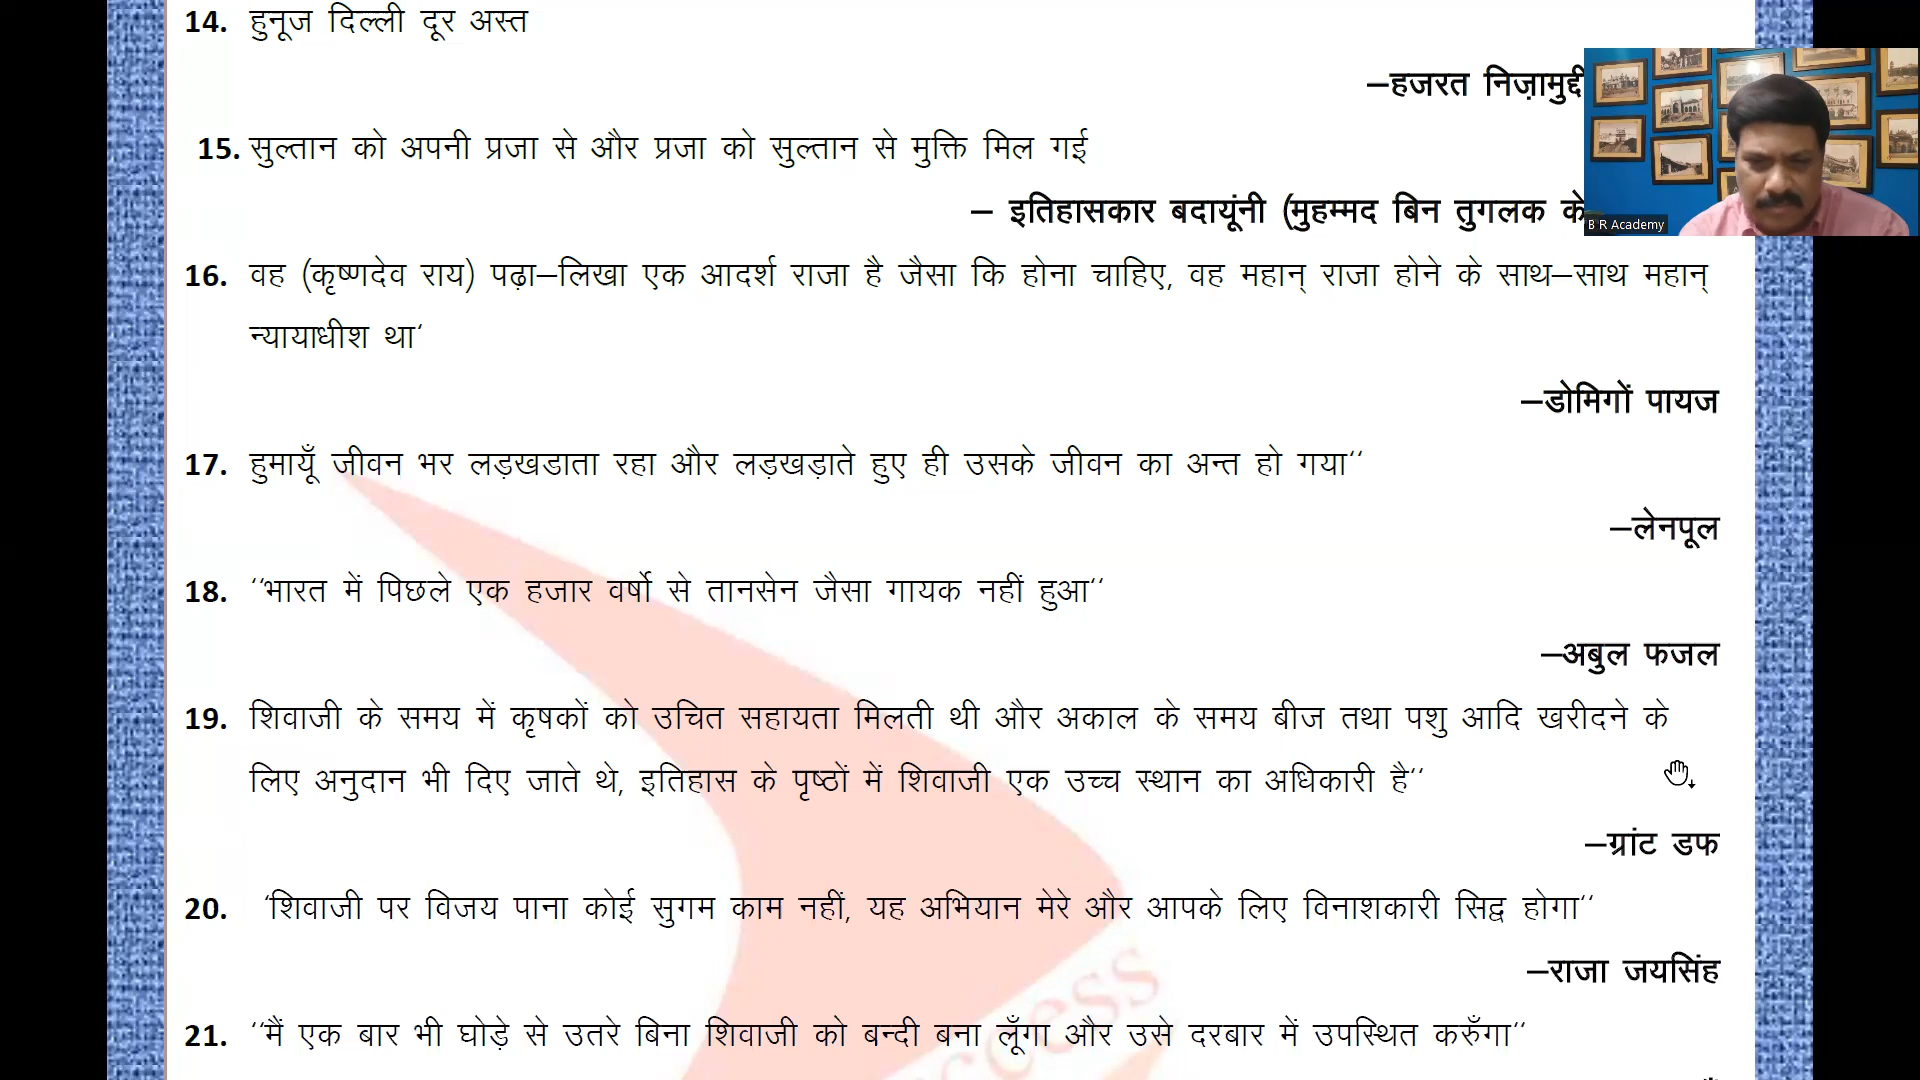 14. हुनूज दिल्ली दूर अस्त
–हजरत
15. सुल्तान को अपनी प्रजा से और प्रजा को सुल्तान से मुक्ति मिल गई
– इतिहासकार बदायूंनी (मुहम्मद बिन तुगलक के
B R Academy
16. वह (कृष्णदेव राय) पढ़ा–लिखा एक आदर्श राजा है जैसा कि होना चाहिए, वह महान् राजा होने के साथ–साथ महान्
न्यायाधीश था‘
–डोमिगों पायज
17. हुमायूँ जीवन भर लड़खडाता रहा और लड़खड़ाते हुए ही उसके जीवन का अन्त हो गया‘‘
–लेनपूल
18. ‘‘भारत में पिछले एक हजार वर्षो से तानसेन जैसा गायक नहीं हुआ‘‘
–अबुल फजल
19. शिवाजी के समय में कृषकों को उचित सहायता मिलती थी और अकाल के समय बीज तथा पशु आदि खरीदने के
लिए अनुदान भी दिए जाते थे, इतिहास के पृष्ठों में शिवाजी एक उच्च स्थान का अधिकारी है‘‘
–ग्रांट डफ
20. ‘शिवाजी पर विजय पाना कोई सुगम काम नहीं, यह अभियान मेरे और आपके लिए विनाशकारी सिद्व होगा‘‘
–राजा जयसिंह
21. ‘‘मैं एक बार भी घोड़े से उतरे बिना शिवाजी को बन्दी बना लूँगा और उसे दरबार में उपस्थित करुँगा‘‘